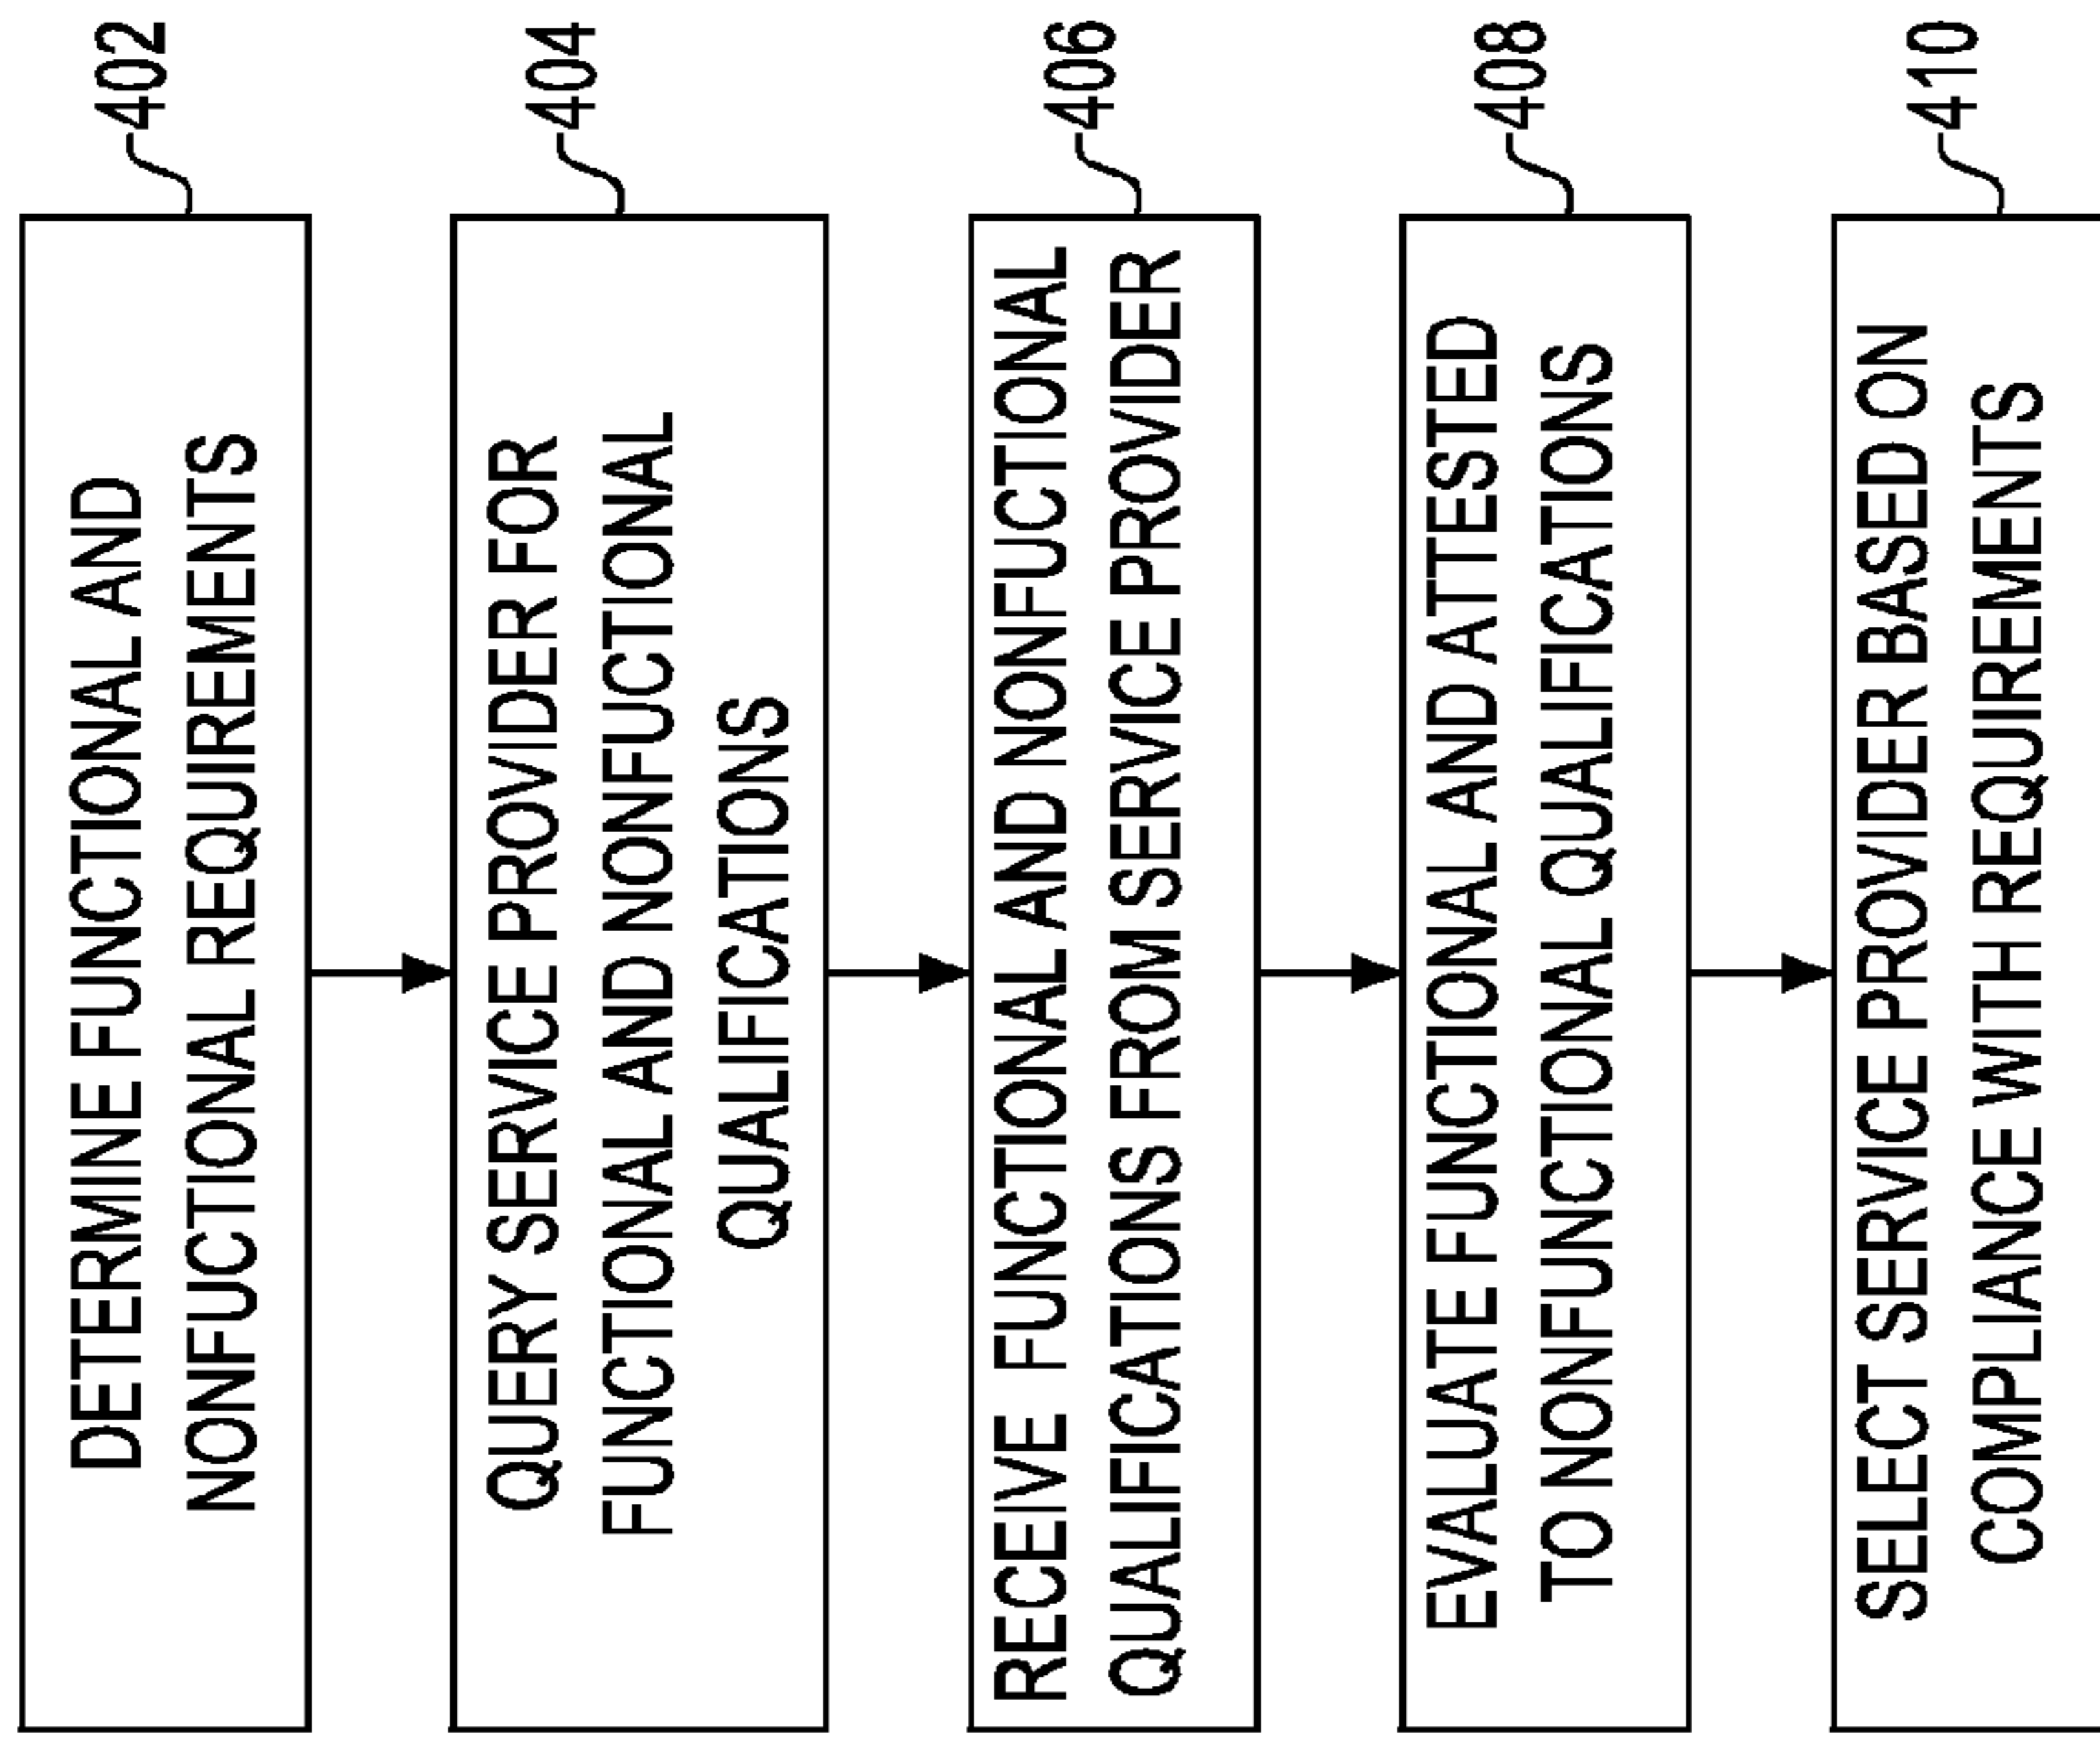 DETERMINE FUNCTIONAL AND
NONFUCTIONAL REQUIREMENTS
402
QUERY SERVICE PROVIDER FOR
FUNCTIONAL AND NONFUCTIONAL
QUALIFICATIONS
404
RECEIVE FUNCTIONAL AND NONFUCTIONAL
QUALIFICATIONS FROM SERVICE PROVIDER
406
EVALUATE FUNCTIONAL AND ATTESTED
TO NONFUNCTIONAL QUALIFICATIONS
408
SELECT SERVICE PROVIDER BASED ON
COMPLIANCE WITH REQUIREMENTS
410